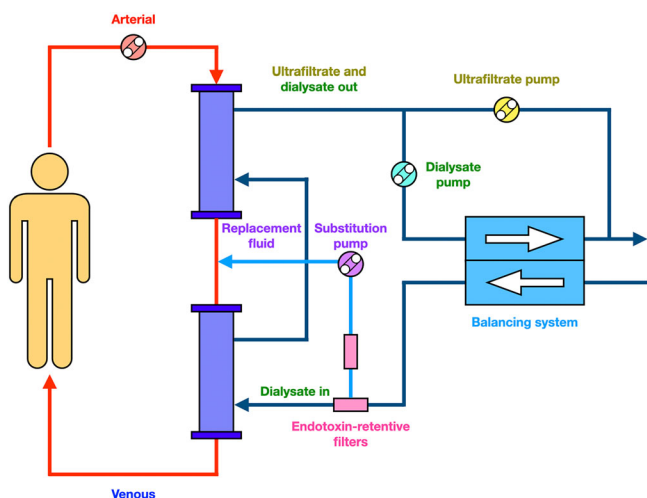 Arterial
Ultrafiltrate and
dialysate out
Ultrafiltrate pump
Dialysate
pump
Replacement
fluid
Substitution
pump
Balancing system
Dialysate in
Endotoxin-retentive
filters
Venous